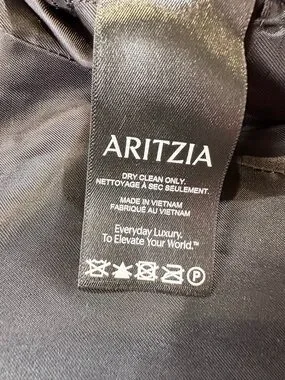 ARITZIA
DRY CLEAN ONLY.
NETTOYAGE À SEC SEULEMENT.
MADE IN VIETNAM
FABRIQUÉ AU VIETNAM
Everyday Luxury.
To Elevate Your World.™
P